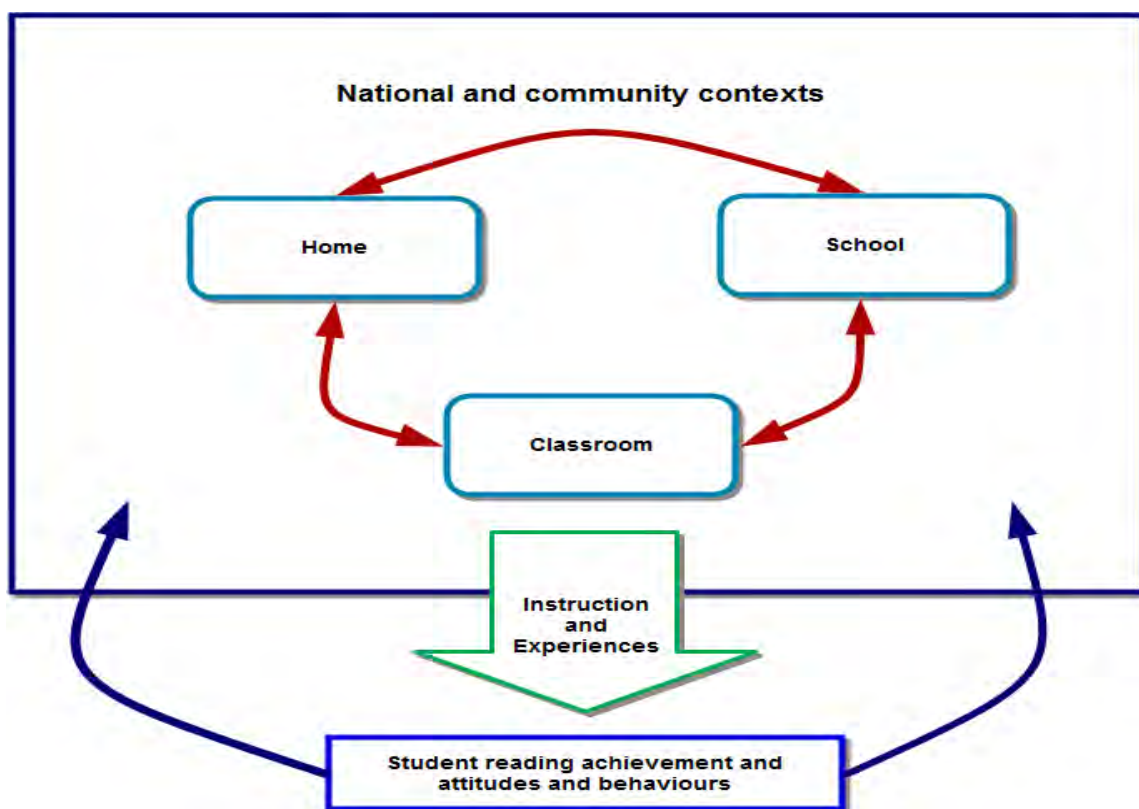 National and community contexts
Home
School
Classroom
Instruction
and
Experiences
Student reading achievement and
attitudes and behaviours